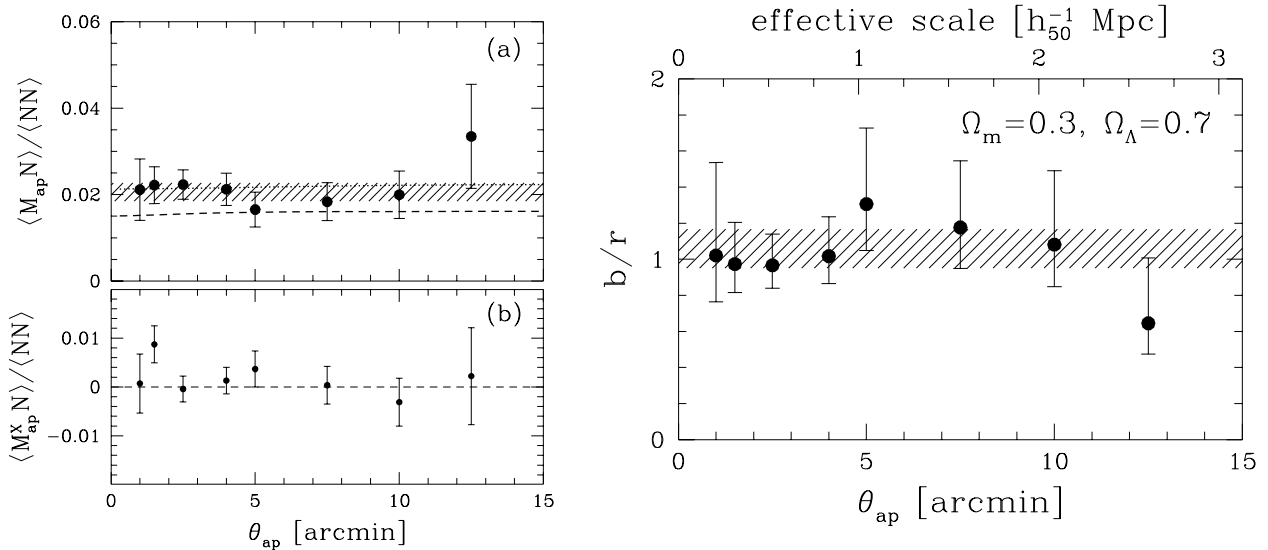 0.06
(a)
0.04
0.02
0
⟨M_ap N⟩/⟨NN⟩
(b)
0.01
0
−0.01
⟨M^X_ap N⟩/⟨NN⟩
0 5 10 15
θ_ap [arcmin]
effective scale [h^{-1}_{50} Mpc]
0 1 2 3
2
Ω_m=0.3, Ω_Λ=0.7
1
0
b/r
0 5 10 15
θ_ap [arcmin]